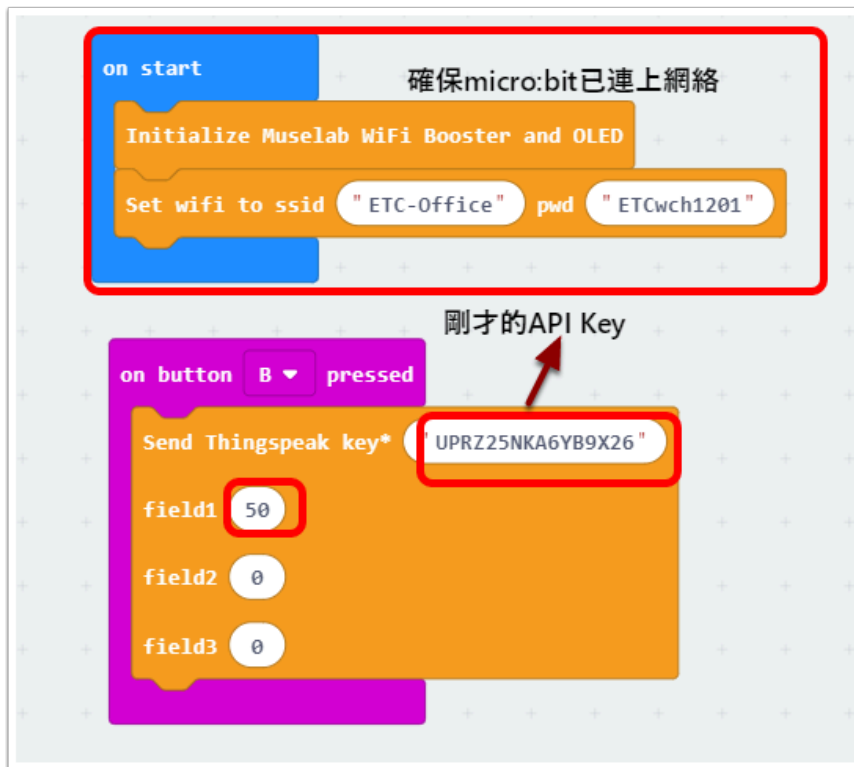 on start
確保micro:bit已連上網絡
Initialize Muselab WiFi Booster and OLED
Set wifi to ssid "ETC-Office" pwd "ETCwch1201"
剛才的API Key
on button B pressed
Send Thingspeak key* "UPRZ25NKA6YB9X26"
field1 50
field2 0
field3 0